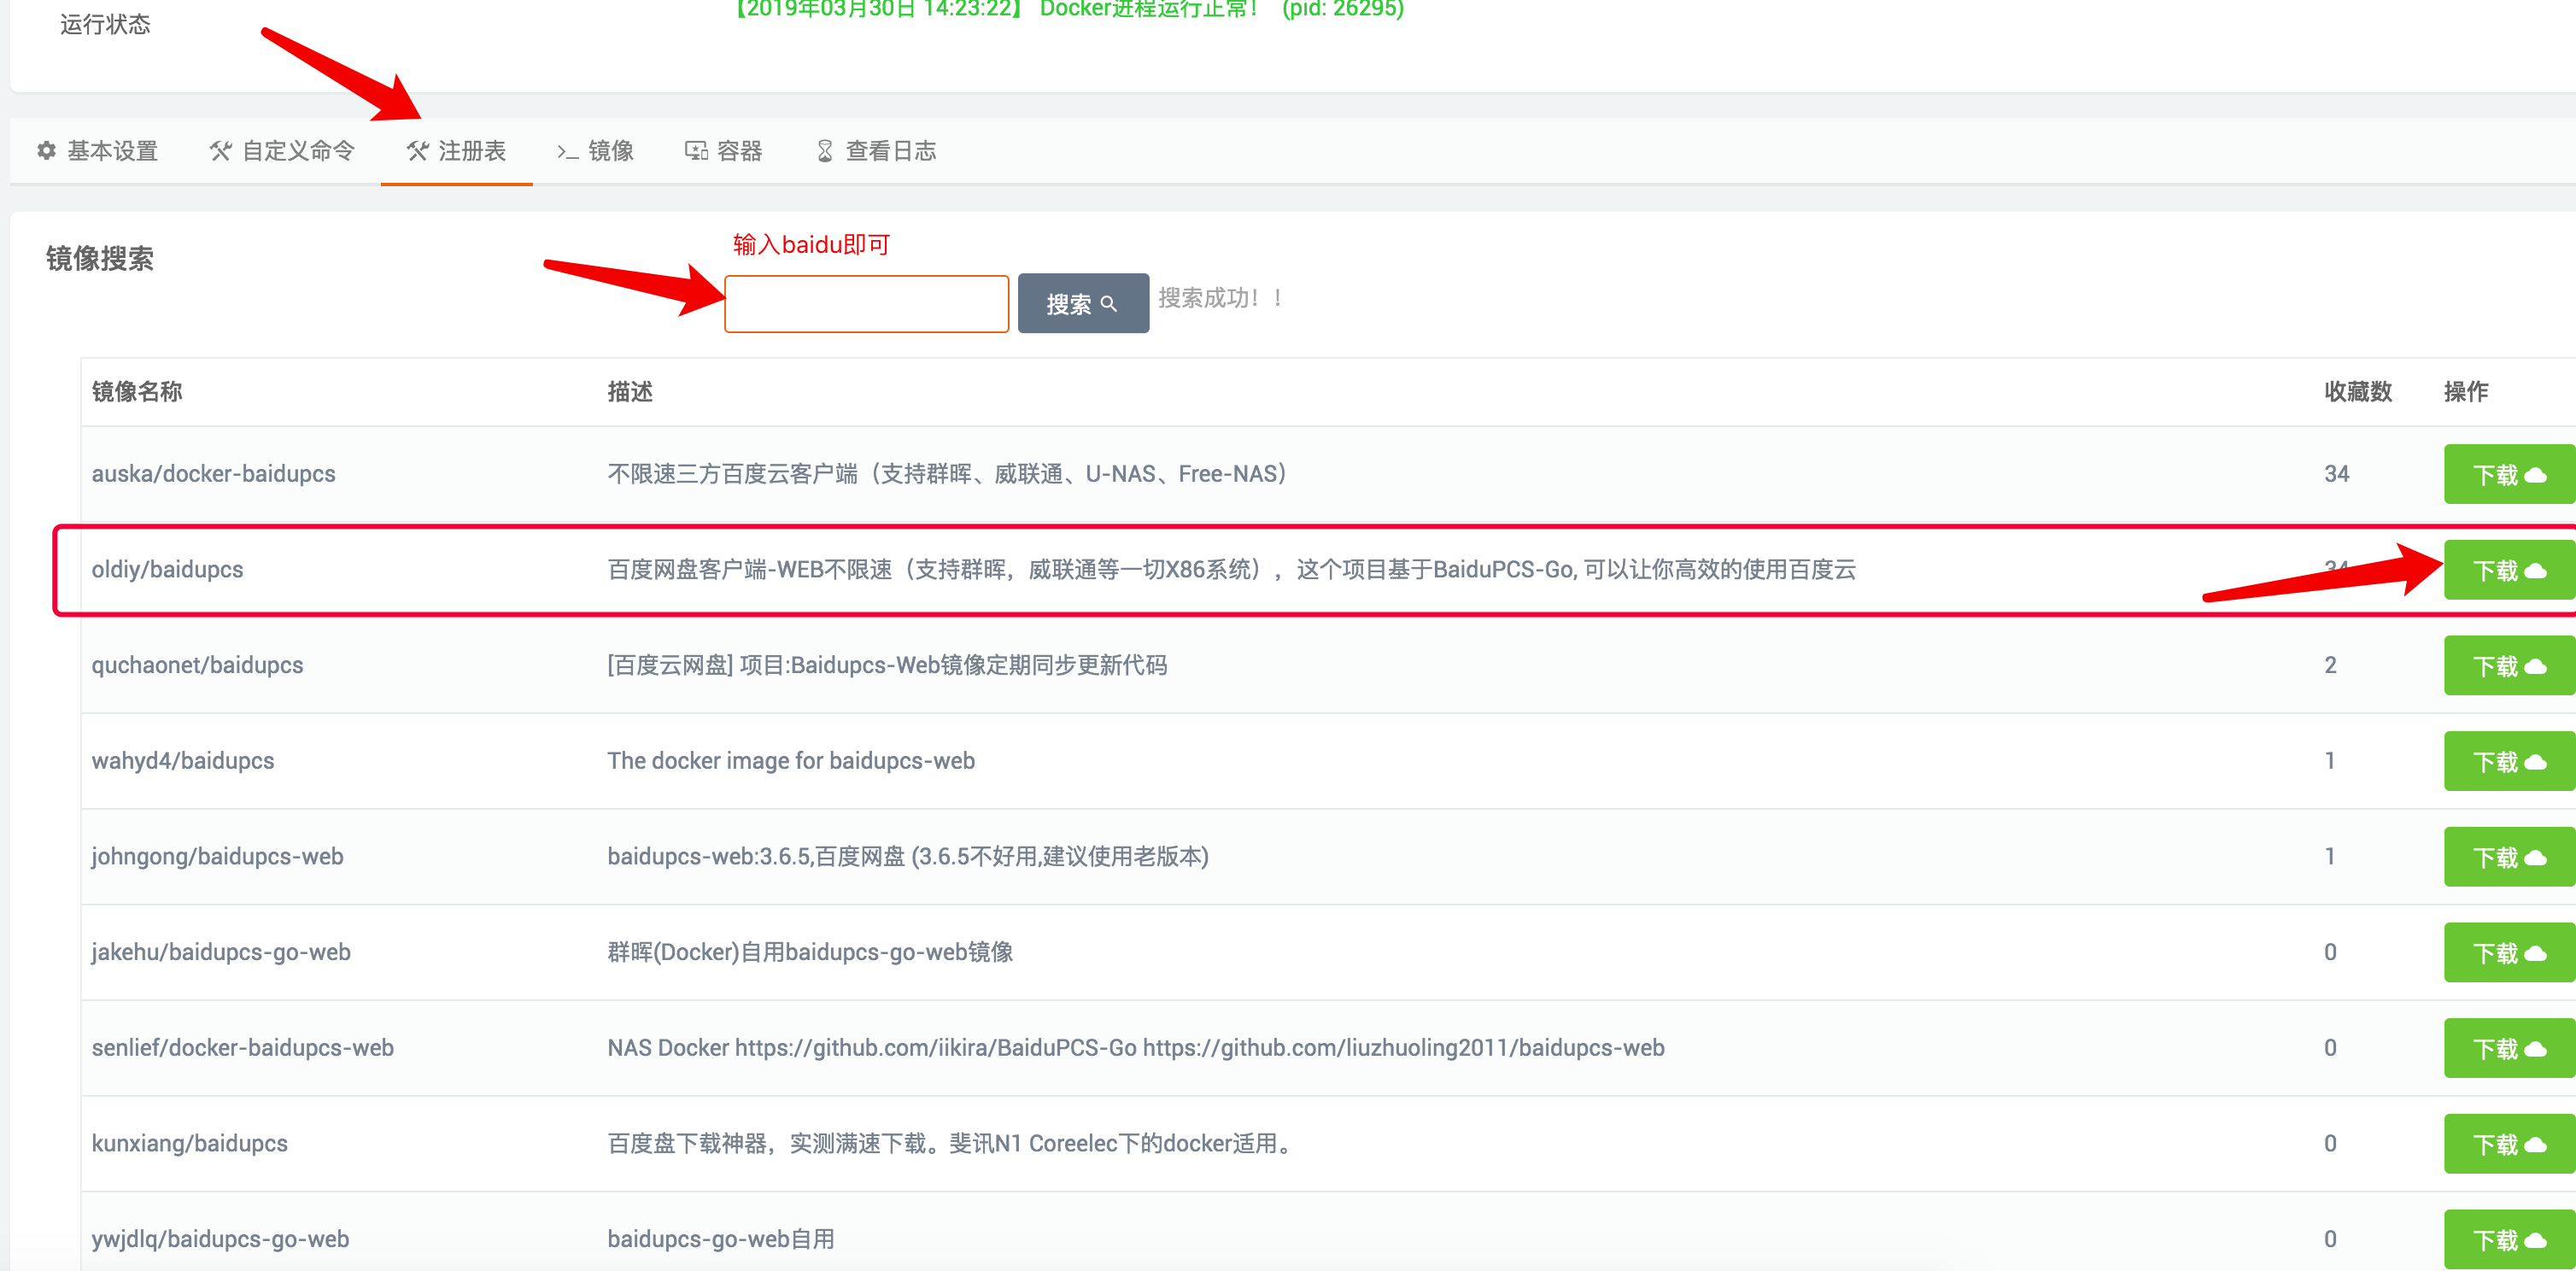 【2019年03月30日 14:23:22】 Docker进程运行正常！ (pid: 26295)
运行状态
基本设置 自定义命令 注册表 >_ 镜像 容器 查看日志
输入baidu即可
镜像搜索
搜索 搜索成功！！
镜像名称 描述 收藏数 操作
auska/docker-baidupcs 不限速三方百度云客户端（支持群晖、威联通、U-NAS、Free-NAS） 34 下载
oldiy/baidupcs 百度网盘客户端-WEB不限速（支持群晖，威联通等一切X86系统），这个项目基于BaiduPCS-Go, 可以让你高效的使用百度云 34 下载
quchaonet/baidupcs [百度云网盘] 项目:Baidupcs-Web镜像定期同步更新代码 2 下载
wahyd4/baidupcs The docker image for baidupcs-web 1 下载
johngong/baidupcs-web baidupcs-web:3.6.5,百度网盘 (3.6.5不好用,建议使用老版本) 1 下载
jakehu/baidupcs-go-web 群晖(Docker)自用baidupcs-go-web镜像 0 下载
senlief/docker-baidupcs-web NAS Docker https://github.com/iikira/BaiduPCS-Go https://github.com/liuzhuoling2011/baidupcs-web 0 下载
kunxiang/baidupcs 百度盘下载神器，实测满速下载。斐讯N1 Coreelec下的docker适用。 0 下载
ywjdlq/baidupcs-go-web baidupcs-go-web自用 0 下载